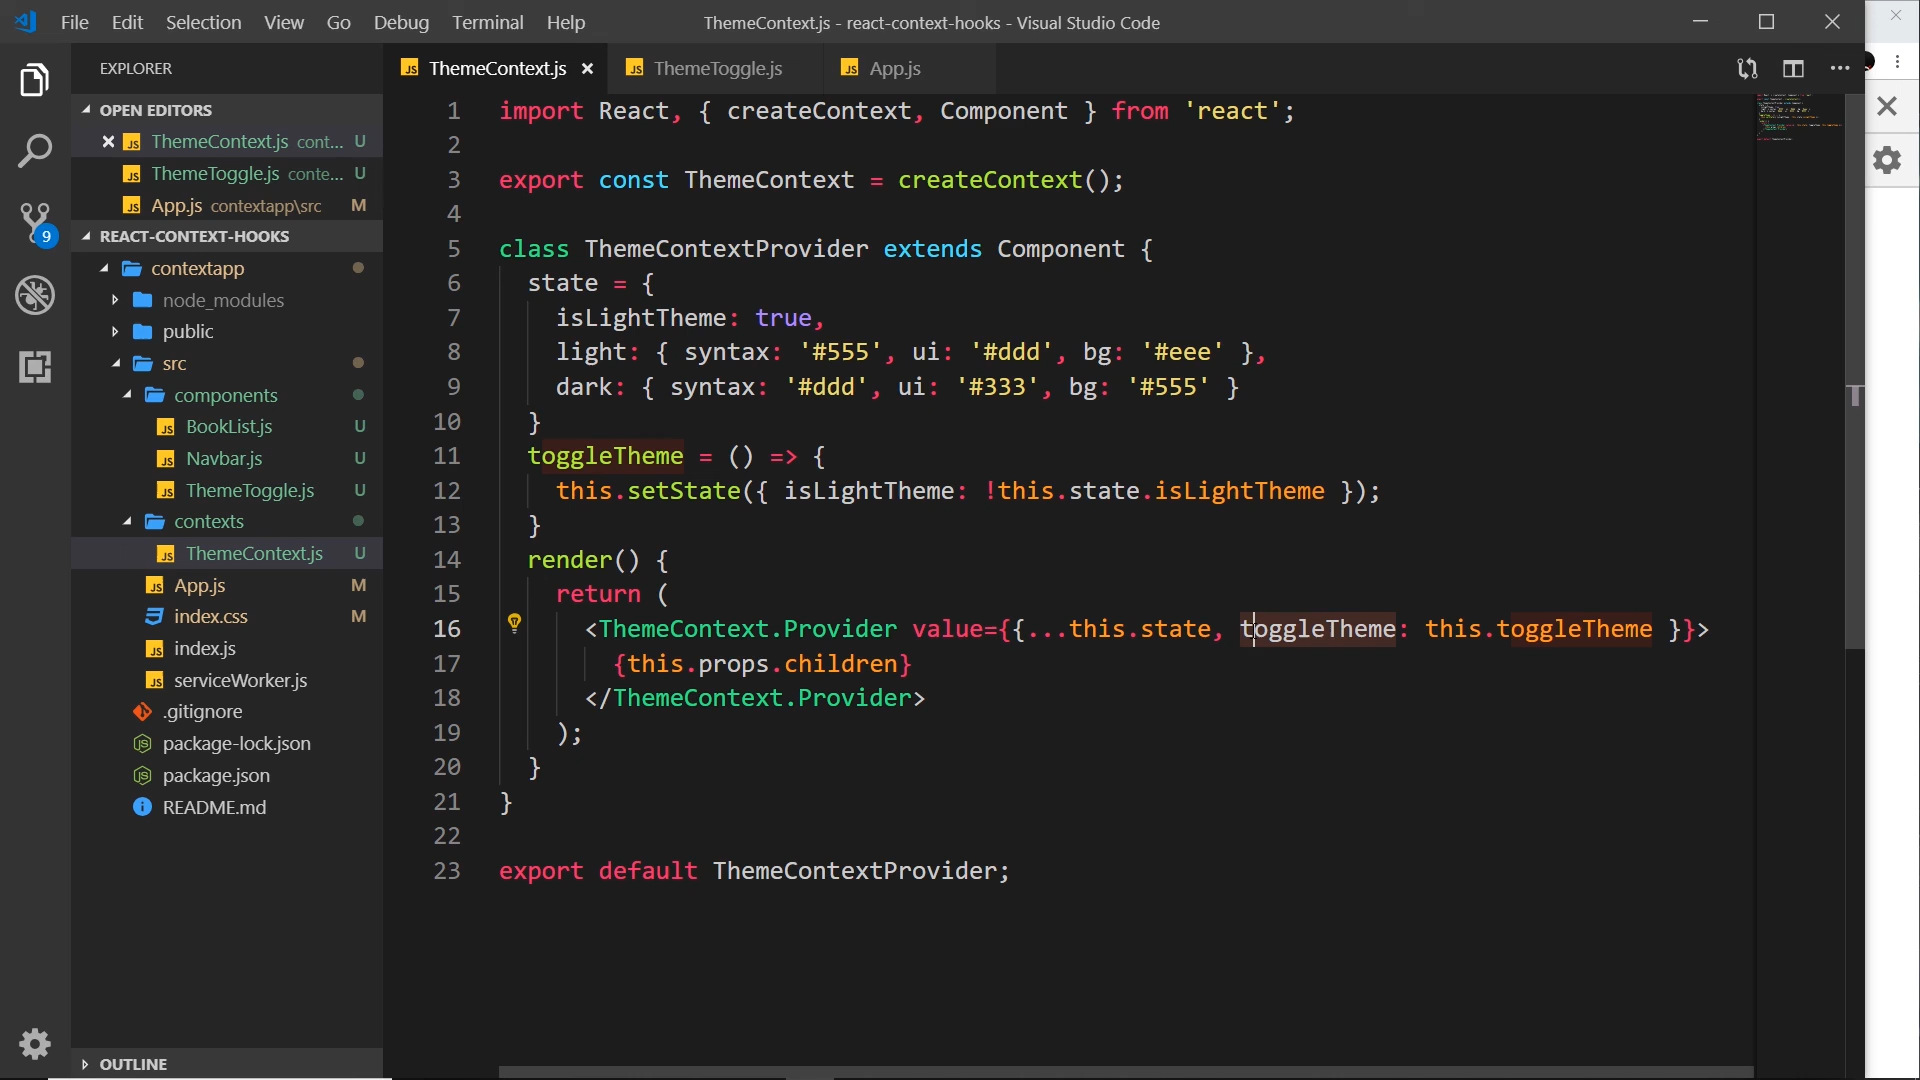 File Edit Selection View Go Debug Terminal Help
ThemeContext.js - react-context-hooks - Visual Studio Code
EXPLORER
OPEN EDITORS
ThemeContext.js cont... U
ThemeToggle.js conte... U
App.js contextapp\src M
REACT-CONTEXT-HOOKS
contextapp
node_modules
public
src
components
BookList.js U
Navbar.js U
ThemeToggle.js U
contexts
ThemeContext.js U
App.js M
index.css M
index.js
serviceWorker.js
.gitignore
package-lock.json
package.json
README.md
OUTLINE
9
ThemeContext.js ThemeToggle.js App.js
1 import React, { createContext, Component } from 'react';
2
3 export const ThemeContext = createContext();
4
5 class ThemeContextProvider extends Component {
6 state = {
7 isLightTheme: true,
8 light: { syntax: '#555', ui: '#ddd', bg: '#eee' },
9 dark: { syntax: '#ddd', ui: '#333', bg: '#555' }
10 }
11 toggleTheme = () => {
12 this.setState({ isLightTheme: !this.state.isLightTheme });
13 }
14 render() {
15 return (
16 <ThemeContext.Provider value={{...this.state, toggleTheme: this.toggleTheme }}>
17 {this.props.children}
18 </ThemeContext.Provider>
19 );
20 }
21 }
22
23 export default ThemeContextProvider;